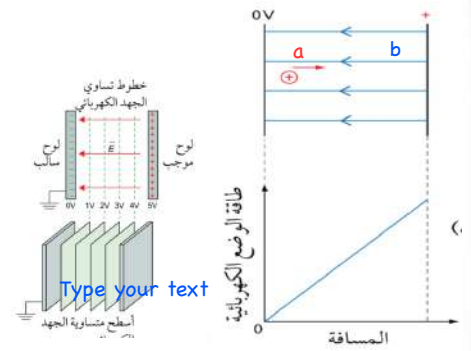 0V
+
a
b
+
خطوط تساوي
الجهد الكهربائي
لوح
سالب
E
لوح
موجب
0V 1V 2V 3V 4V 5V
Type your text
أسطح متساوية الجهد
طاقة الوضع الكهربائية
0
المسافة